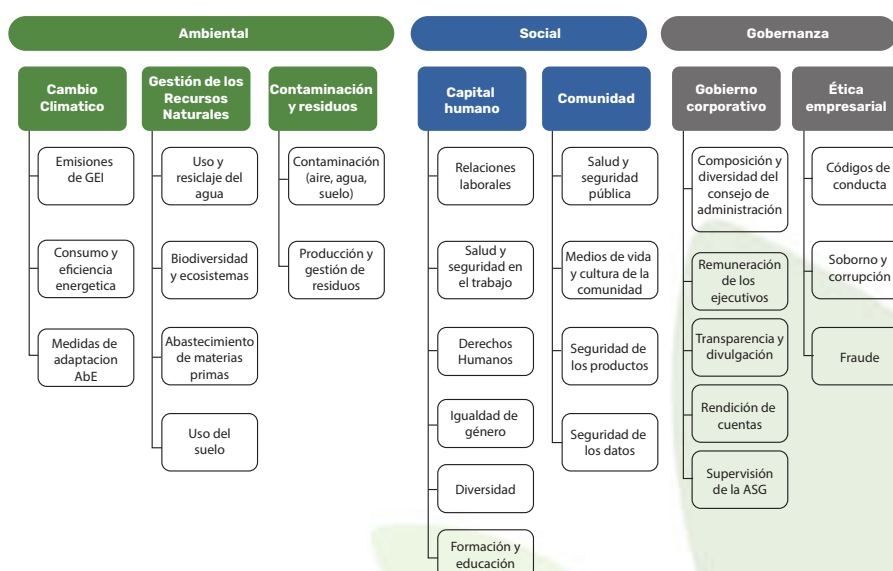 Ambiental
Cambio
Climatico
Emisiones
de GEI
Consumo y
eficiencia
energetica
Medidas de
adaptacion
AbE
Gestión de los
Recursos
Naturales
Uso y
resiclaje del
agua
Biodiversidad
y ecosistemas
Abastecimiento
de materias
primas
Uso del
suelo
Contaminación
y residuos
Contaminación
(aire, agua,
suelo)
Producción y
gestión de
residuos
Social
Capital
humano
Relaciones
laborales
Salud y
seguridad en
el trabajo
Derechos
Humanos
Igualdad de
género
Diversidad
Formación y
educación
Comunidad
Salud y
seguridad
pública
Medios de vida
y cultura de la
comunidad
Seguridad de
los productos
Seguridad de
los datos
Gobernanza
Gobierno
corporativo
Composición y
diversidad del
consejo de
administración
Remuneración
de los
ejecutivos
Transparencia y
divulgación
Rendición de
cuentas
Supervisión
de la ASG
Ética
empresarial
Códigos de
conducta
Soborno y
corrupción
Fraude